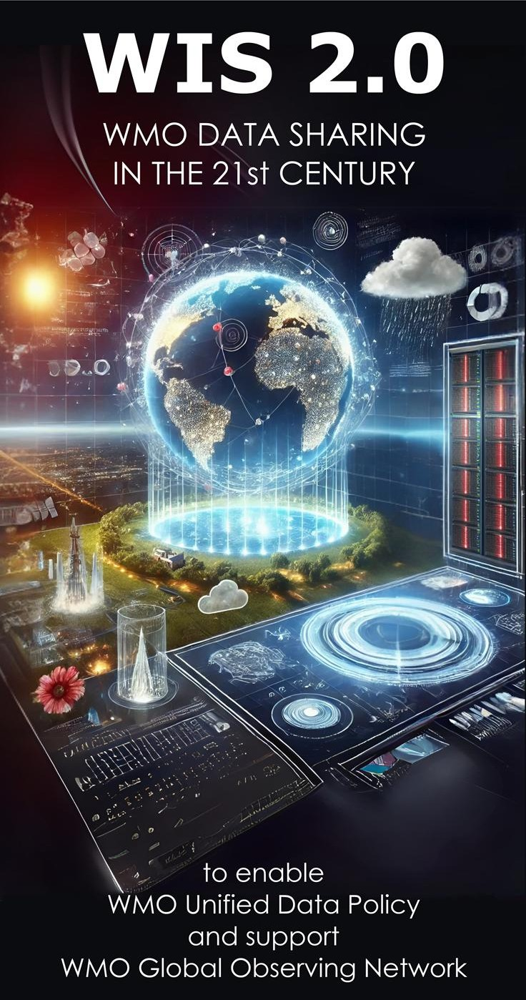 WIS 2.0
WMO DATA SHARING
IN THE 21st CENTURY
to enable
WMO Unified Data Policy
and support
WMO Global Observing Network